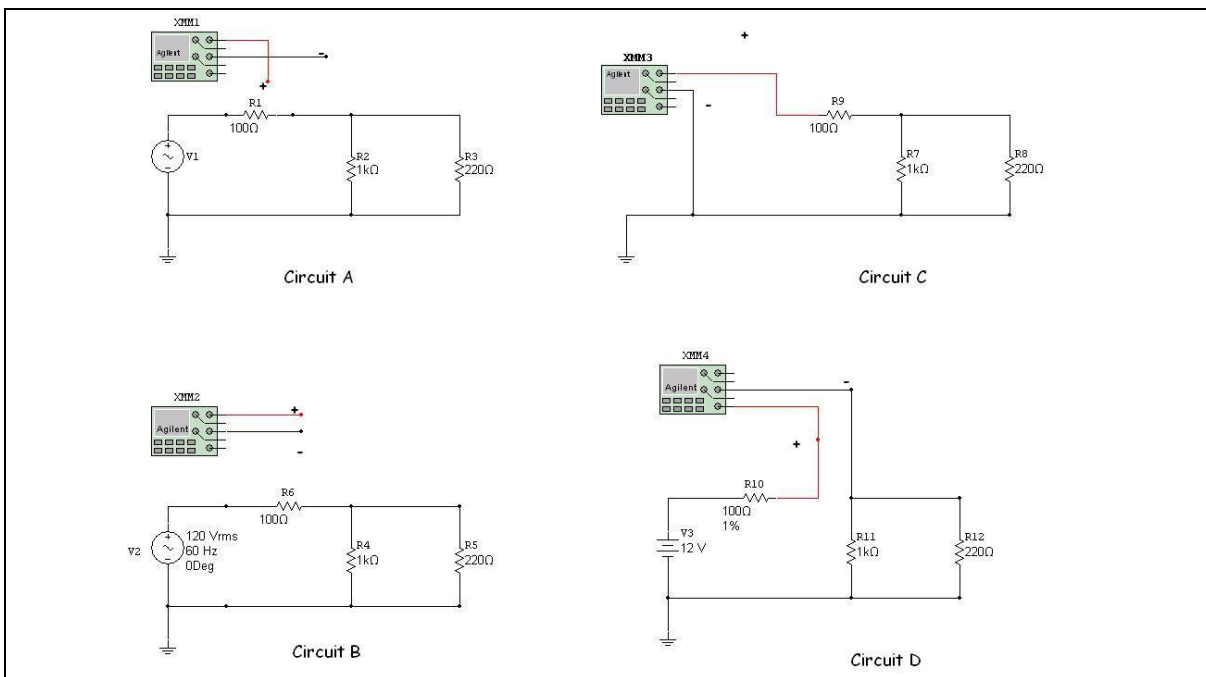 XMM1
Agilent
-
+
R1
100Ω
+
V1
-
R2
1kΩ
R3
220Ω
Circuit A
+
XMM3
Agilent
-
R9
100Ω
R7
1kΩ
R8
220Ω
Circuit C
XMM2
Agilent
+
-
R6
100Ω
V2
+
-
120 Vrms
60 Hz
0Deg
R4
1kΩ
R5
220Ω
Circuit B
XMM4
Agilent
-
+
R10
100Ω
1%
V3
12 V
R11
1kΩ
R12
220Ω
Circuit D